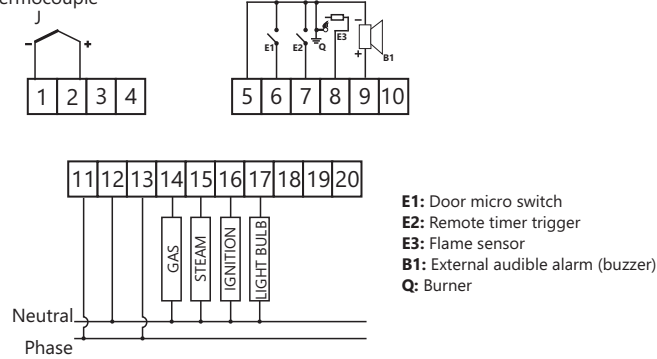 J
- +
1 2 3 4
- 
E1 E2 Q E3
+ B1
5 6 7 8 9 10
11 12 13 14 15 16 17 18 19 20
GAS
STEAM
IGNITION
LIGHT BULB
Neutral
Phase
E1: Door micro switch
E2: Remote timer trigger
E3: Flame sensor
B1: External audible alarm (buzzer)
Q: Burner